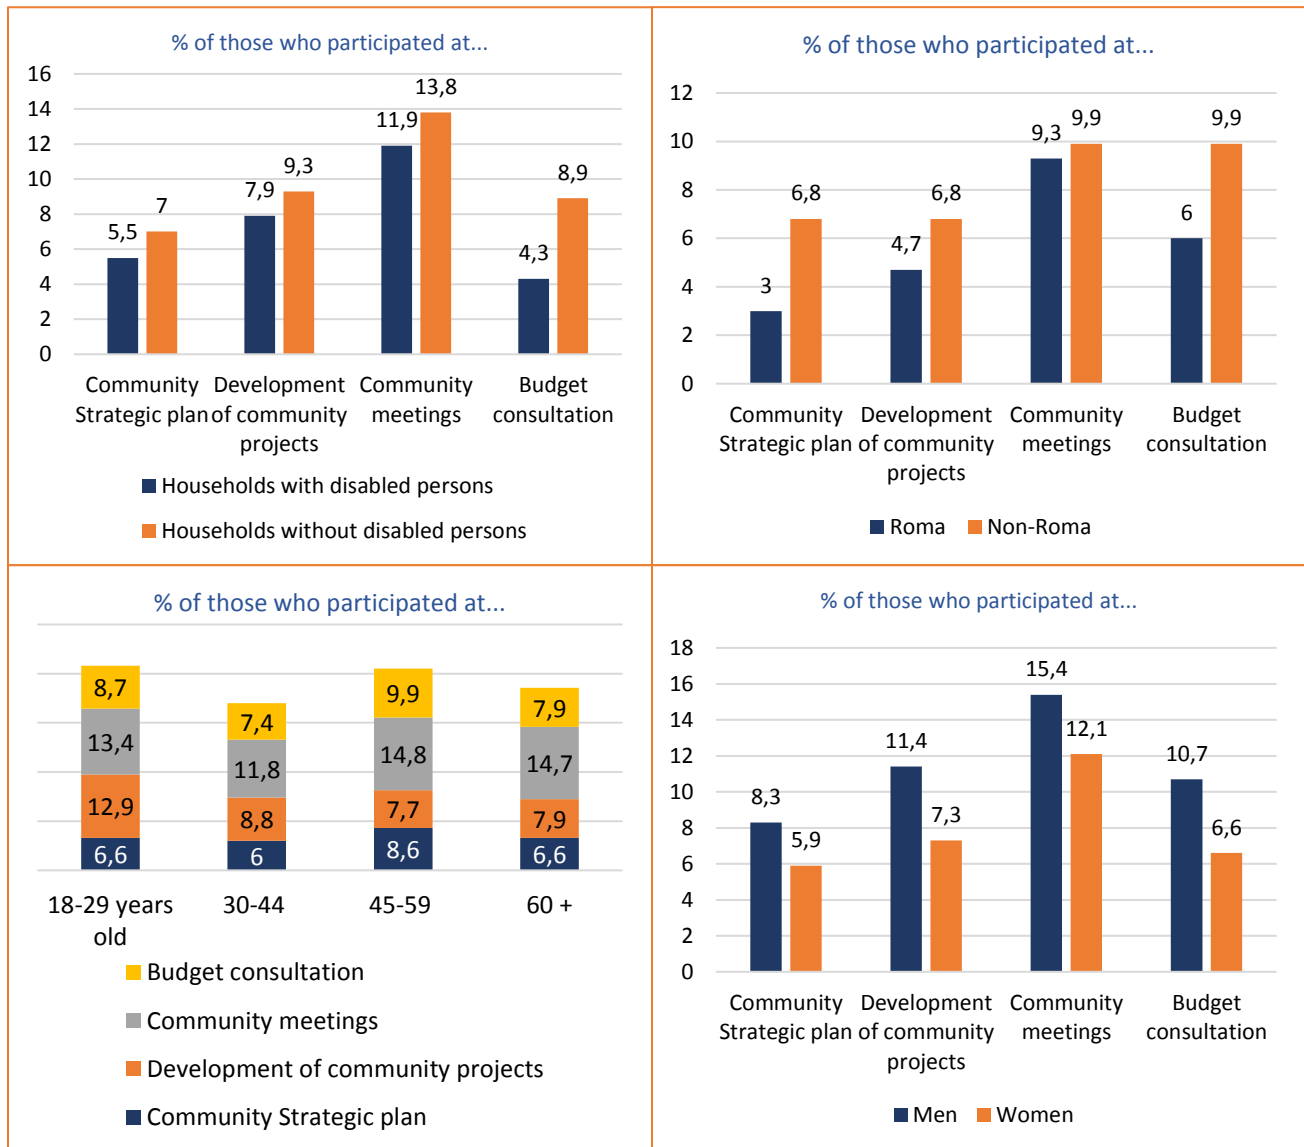 % of those who participated at...
16
14
12
10
8
6
4
2
0
5,5
7
7,9
9,3
11,9
13,8
4,3
8,9
Community Development Community Budget
Strategic plan of community meetings consultation
projects
Households with disabled persons
Households without disabled persons
% of those who participated at...
12
10
8
6
4
2
0
3
6,8
4,7
6,8
9,3
9,9
6
9,9
Community Development Community Budget
Strategic plan of community meetings consultation
projects
Roma Non-Roma
% of those who participated at...
8,7 7,4 9,9 7,9
13,4 11,8 14,8 14,7
12,9 8,8 7,7 7,9
6,6 6 8,6 6,6
18-29 years 30-44 45-59 60 +
old
Budget consultation
Community meetings
Development of community projects
Community Strategic plan
% of those who participated at...
18
16
14
12
10
8
6
4
2
0
8,3
5,9
11,4
7,3
15,4
12,1
10,7
6,6
Community Development Community Budget
Strategic plan of community meetings consultation
projects
Men Women